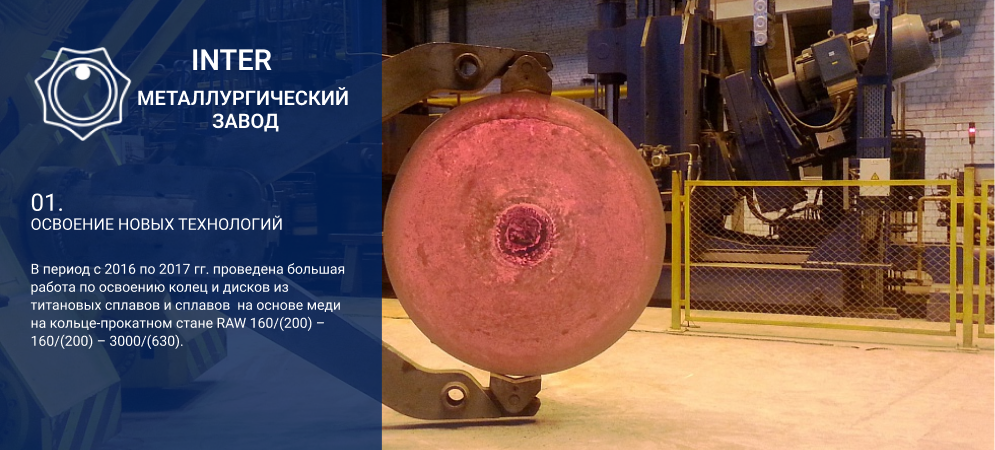 INTER
МЕТАЛЛУРГИЧЕСКИЙ
ЗАВОД
01.
ОСВОЕНИЕ НОВЫХ ТЕХНОЛОГИЙ
В период с 2016 по 2017 гг. проведена большая
работа по освоению колец и дисков из
титановых сплавов и сплавов на основе меди
на кольце-прокатном стане RAW 160/(200) –
160/(200) – 3000/(630).